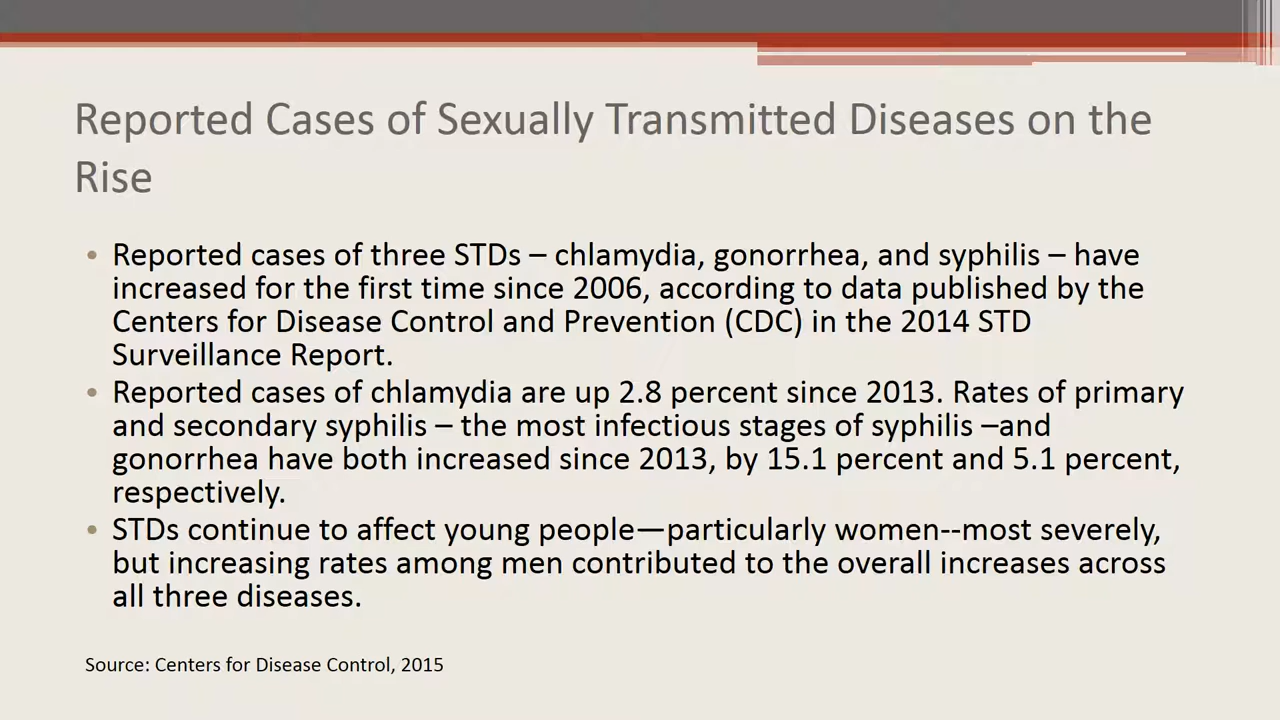 Reported Cases of Sexually Transmitted Diseases on the
Rise
• Reported cases of three STDs – chlamydia, gonorrhea, and syphilis – have
increased for the first time since 2006, according to data published by the
Centers for Disease Control and Prevention (CDC) in the 2014 STD
Surveillance Report.
• Reported cases of chlamydia are up 2.8 percent since 2013. Rates of primary
and secondary syphilis – the most infectious stages of syphilis –and
gonorrhea have both increased since 2013, by 15.1 percent and 5.1 percent,
respectively.
• STDs continue to affect young people—particularly women--most severely,
but increasing rates among men contributed to the overall increases across
all three diseases.
Source: Centers for Disease Control, 2015